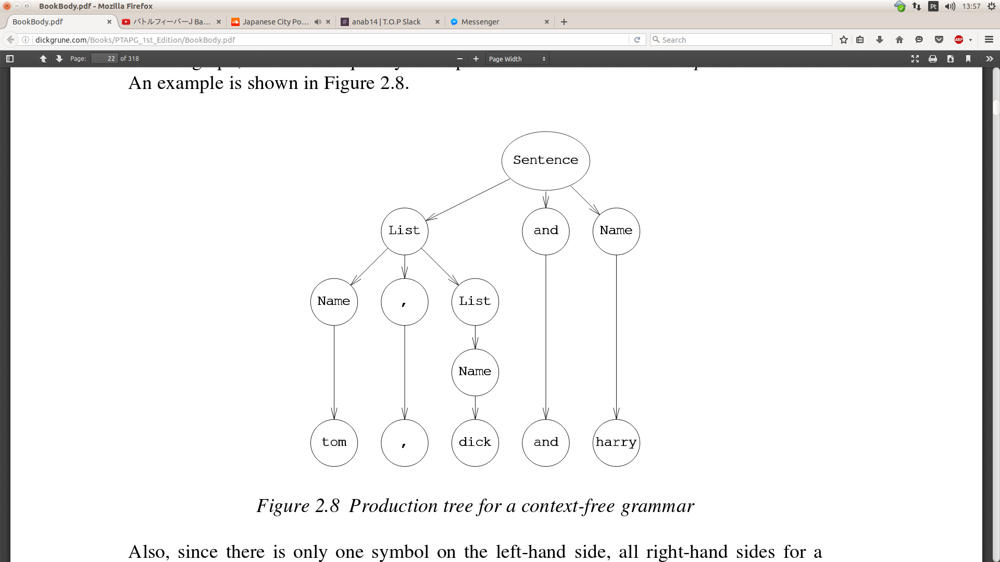 BookBody.pdf - Mozilla Firefox
Pt
13:57
BookBody.pdf
バトルフィーバーJ Ba...
Japanese City Po...
anab14 | T.O.P Slack
Messenger
dickgrune.com/Books/PTAPG_1st_Edition/BookBody.pdf
Search
ABP
Page: 22 of 318
Page Width
An example is shown in Figure 2.8.
Sentence
List and Name
Name , List
Name
tom , dick and harry
Figure 2.8 Production tree for a context-free grammar
Also, since there is only one symbol on the left-hand side, all right-hand sides for a